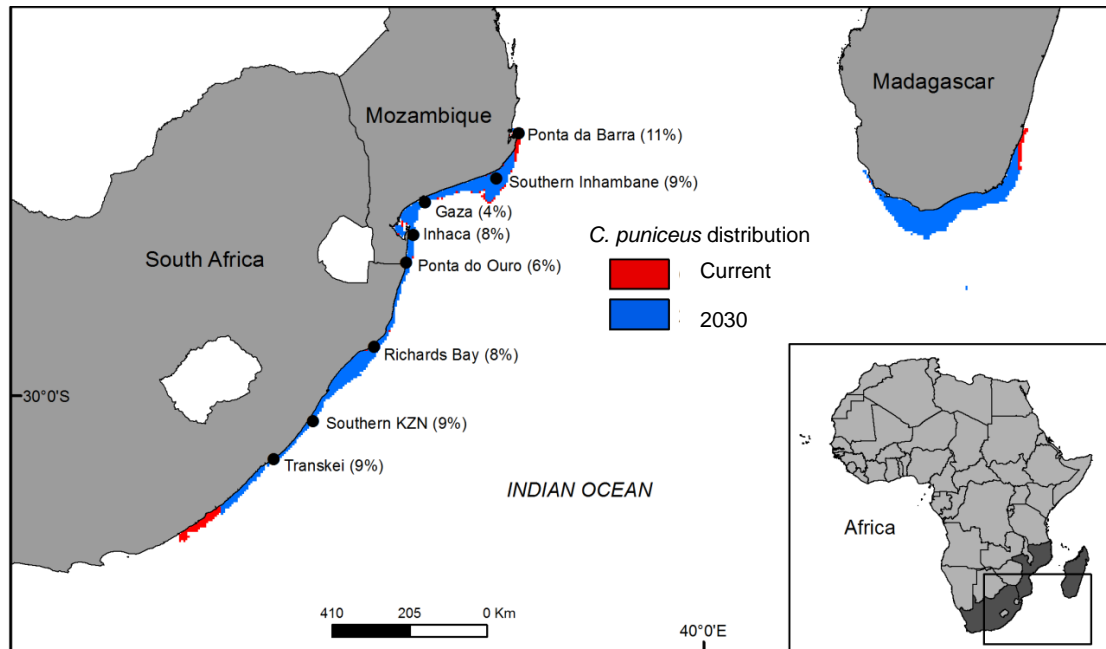 Mozambique
Madagascar
Ponta da Barra (11%)
Southern Inhambane (9%)
Gaza (4%)
Inhaca (8%)
South Africa
Ponta do Ouro (6%)
C. puniceus distribution
Current
2030
Richards Bay (8%)
30°0'S
Southern KZN (9%)
Transkei (9%)
INDIAN OCEAN
Africa
410 205 0 Km
40°0'E